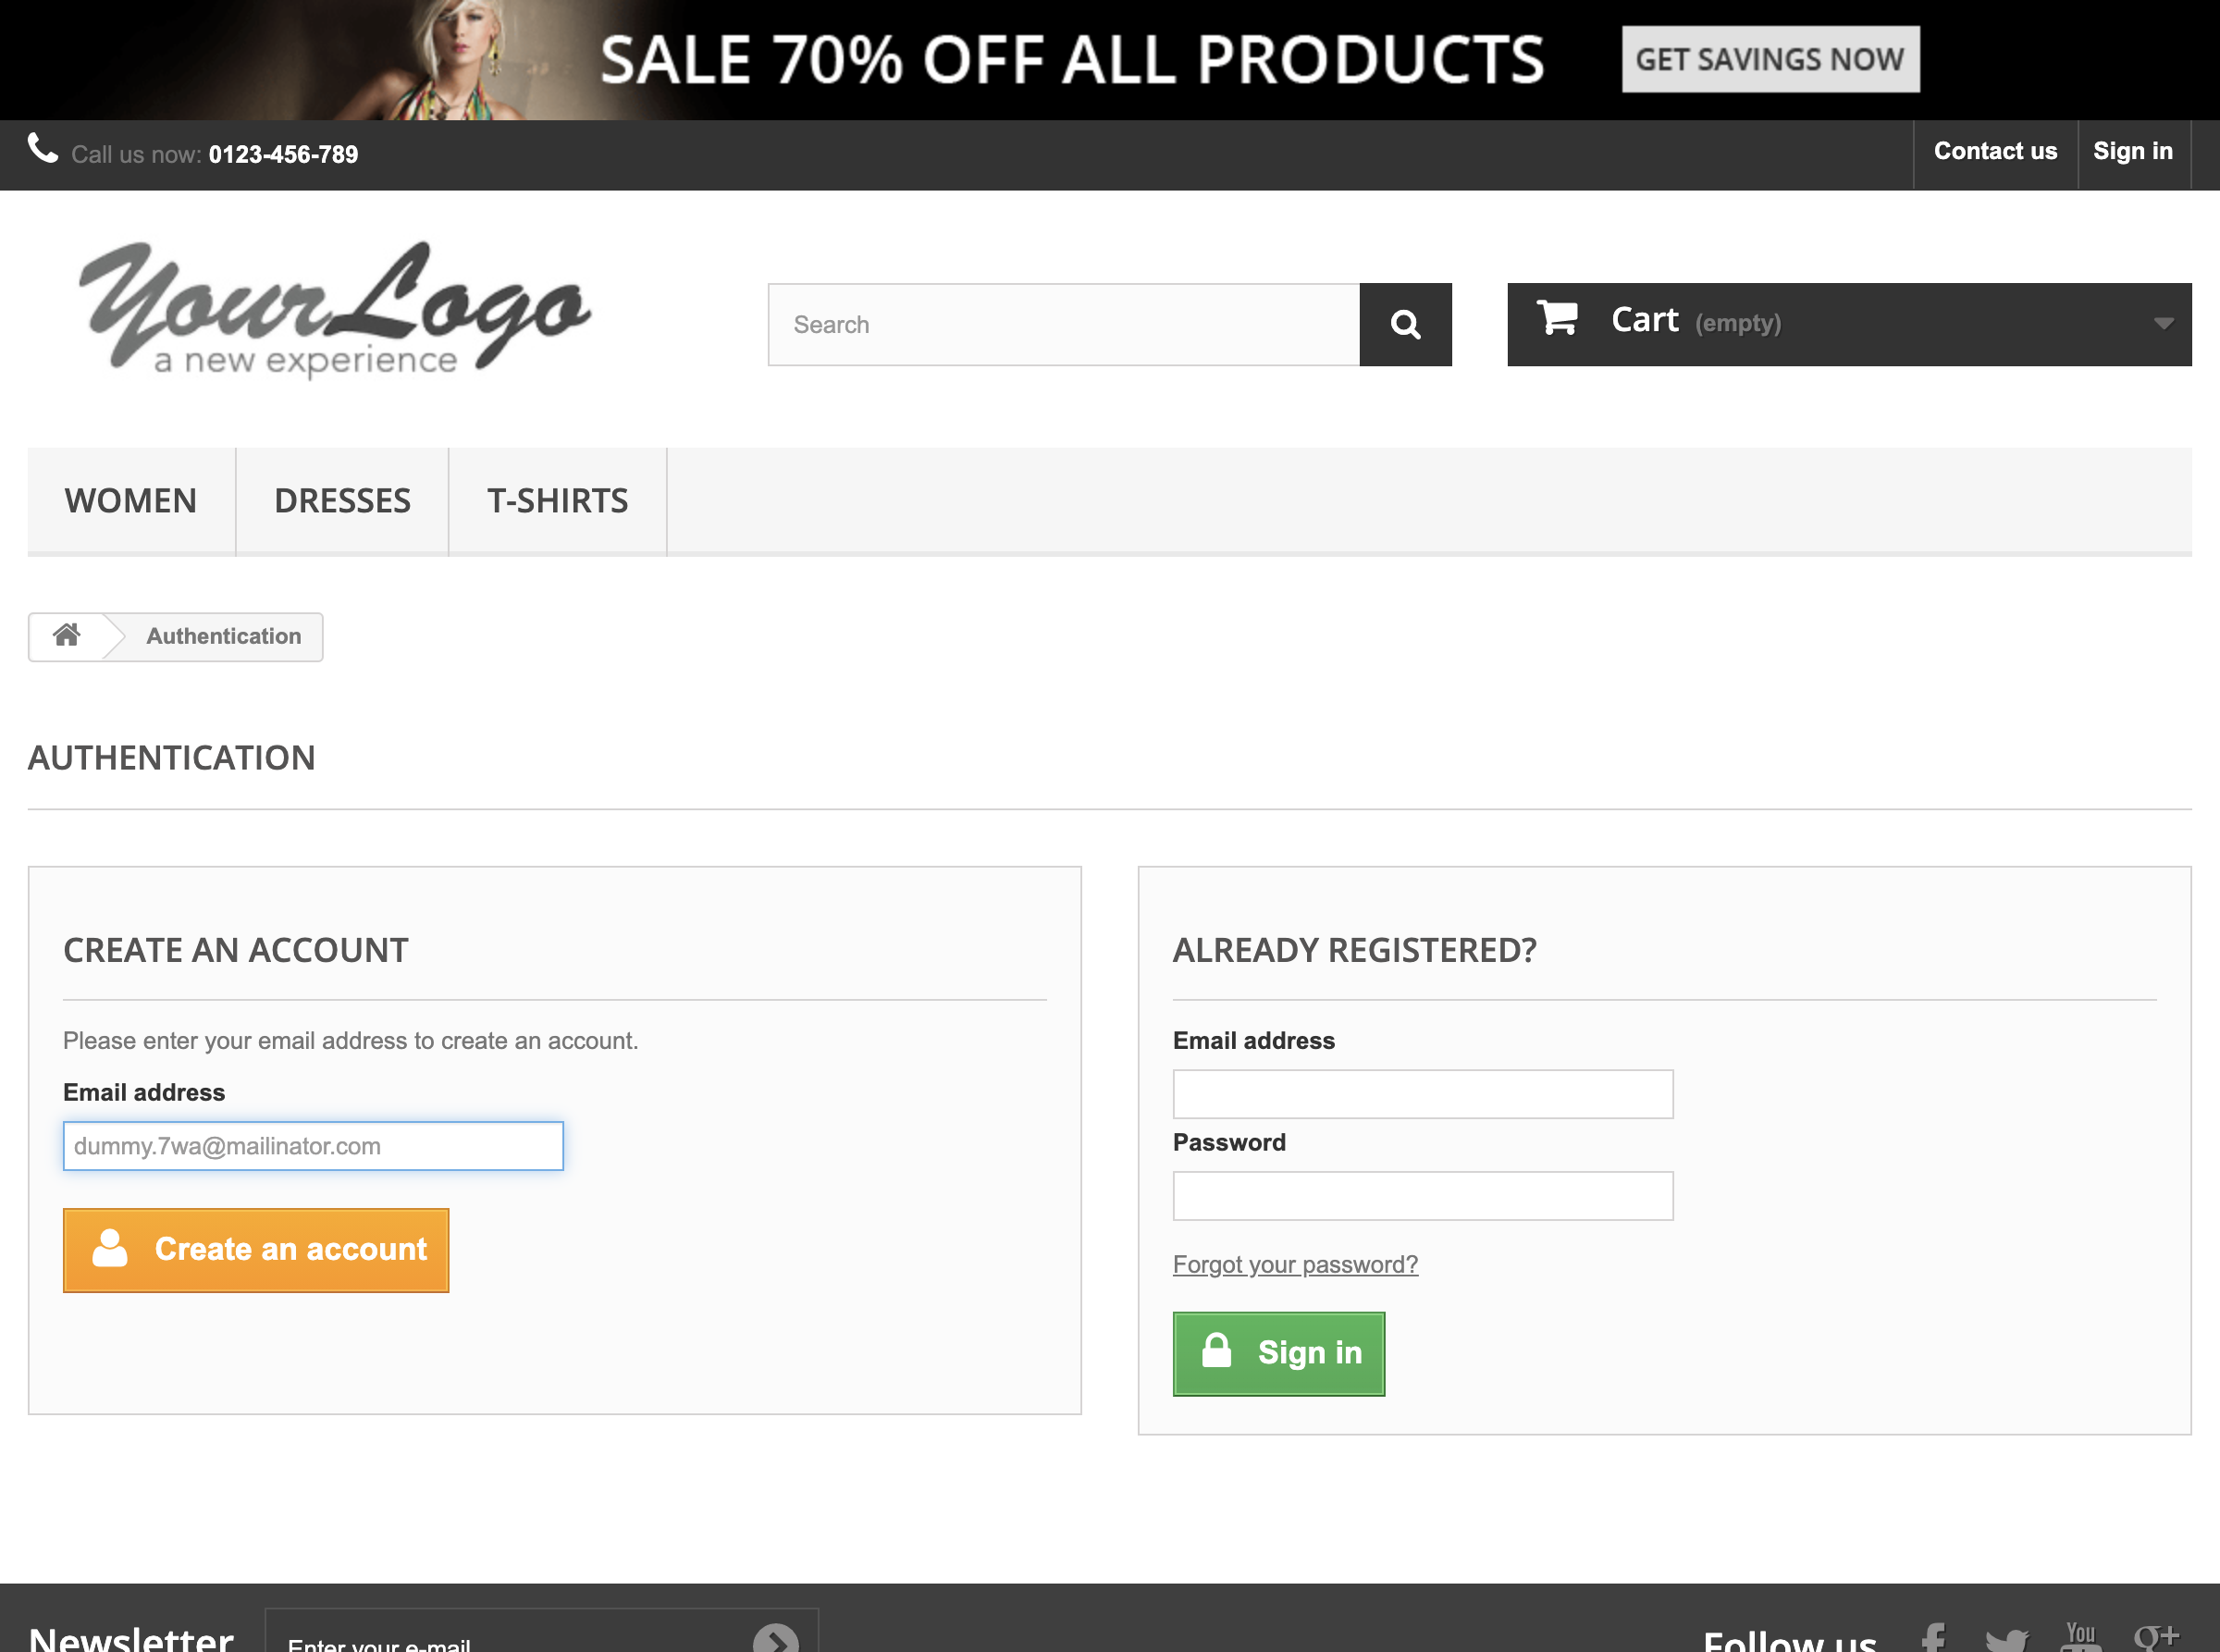 SALE 70% OFF ALL PRODUCTS GET SAVINGS NOW
Call us now: 0123-456-789 Contact us Sign in
YourLogo
a new experience
Search
Cart (empty)
WOMEN DRESSES T-SHIRTS
Authentication
AUTHENTICATION
CREATE AN ACCOUNT
Please enter your email address to create an account.
Email address
dummy.7wa@mailinator.com
Create an account
ALREADY REGISTERED?
Email address
Password
Forgot your password?
Sign in
Newsletter Enter your e-mail
Follow us You g+